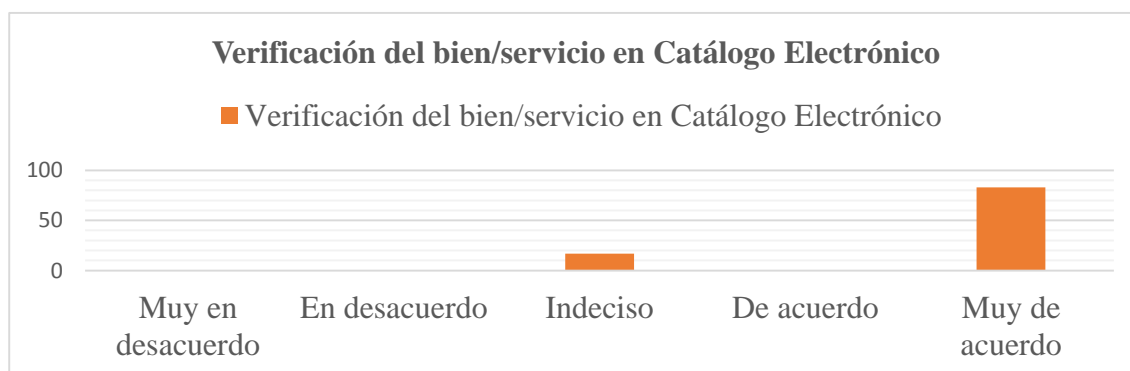 Verificación del bien/servicio en Catálogo Electrónico
Verificación del bien/servicio en Catálogo Electrónico
100
50
0
Muy en desacuerdo
En desacuerdo
Indeciso
De acuerdo
Muy de acuerdo